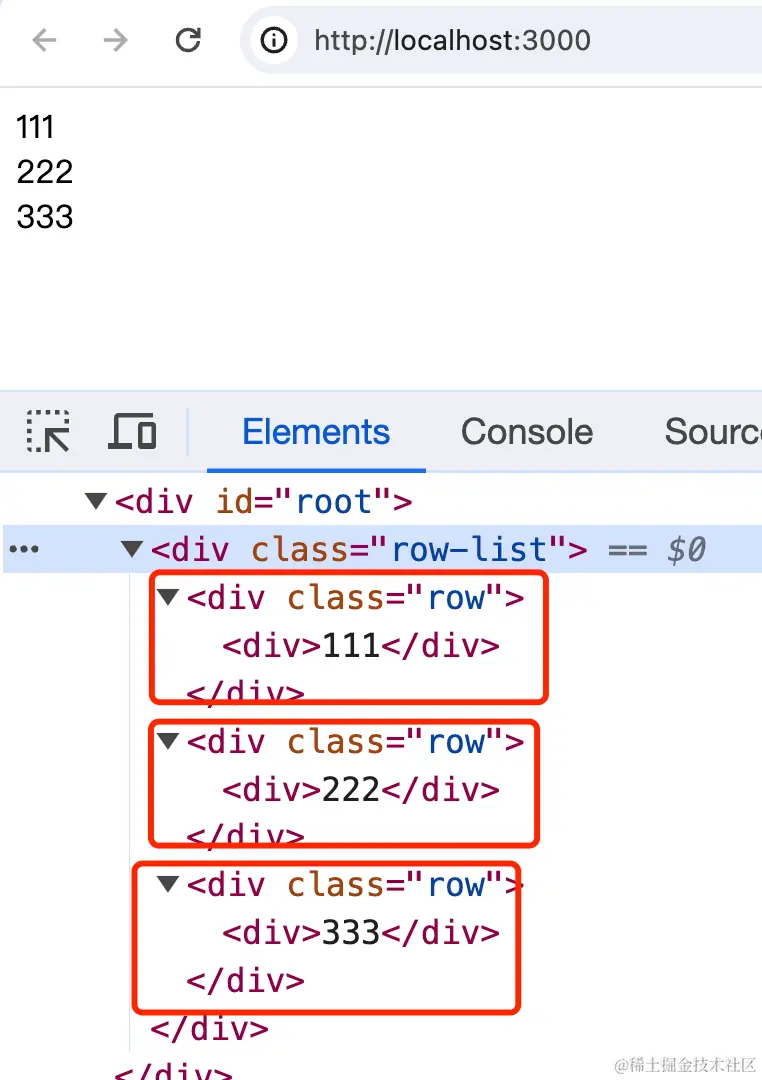 http://localhost:3000
111
222
333
Elements Console Sourc
<div id="root">
<div class="row-list"> == $0
<div class="row">
<div>111</div>
</div>
<div class="row">
<div>222</div>
</div>
<div class="row">
<div>333</div>
</div>
</div>
</div>
@稀土掘金技术社区